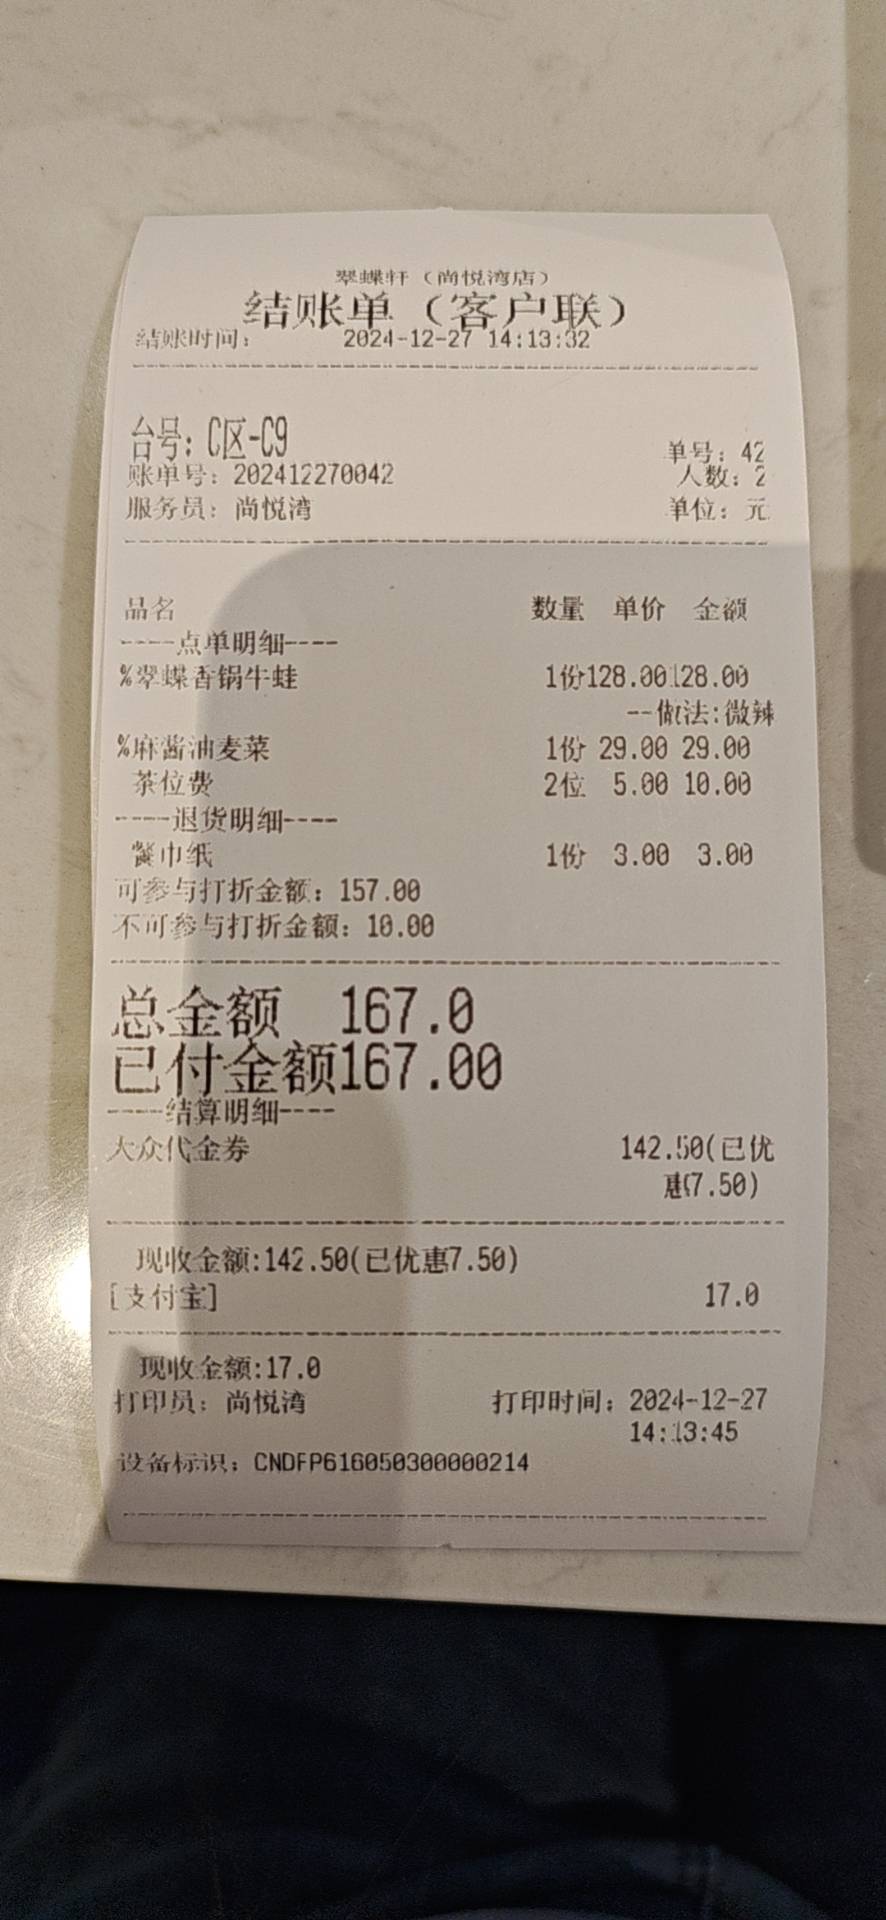 翠蝶轩（尚悦湾店）
结账单（客户联）
结账时间： 2024-12-27 14:13:32
台号：C区-C9
单号：42
账单号：202412270042 人数：2
服务员：尚悦湾 单位：元
品名 数量 单价 金额
----点单明细----
%翠蝶香锅牛蛙 1份128.00128.00
--做法:微辣
%麻酱油麦菜 1份 29.00 29.00
茶位费 2位 5.00 10.00
----退货明细----
餐巾纸 1份 3.00 3.00
可参与打折金额：157.00
不可参与打折金额：10.00
总金额 167.0
已付金额167.00
----结算明细----
大众代金券 142.50(已优
惠7.50)
现收金额:142.50(已优惠7.50)
[支付宝] 17.0
现收金额:17.0
打印员：尚悦湾 打印时间：2024-12-27
14:13:45
设备标识：CNDFP616050300000214